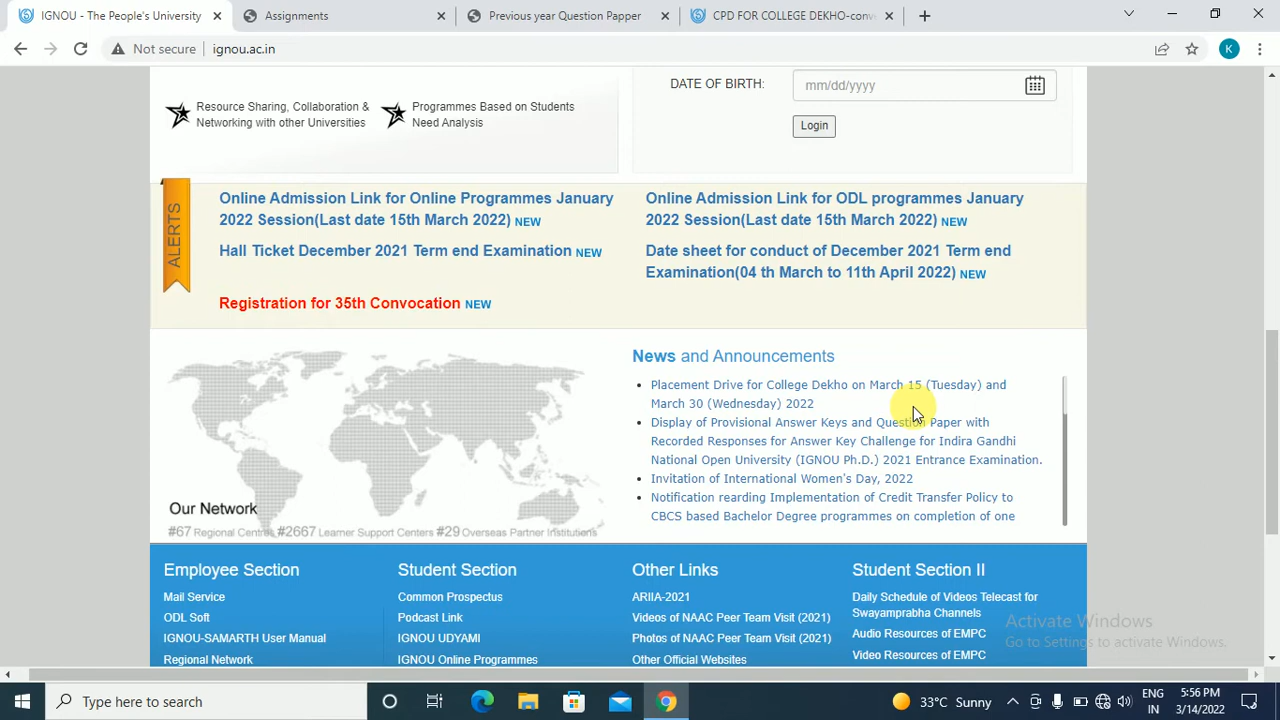 IGNOU - The People's University
Assignments
Previous year Question Papper
CPD FOR COLLEGE DEKHO-conv
Not secure
ignou.ac.in
K
Resource Sharing, Collaboration &
Networking with other Universities
Programmes Based on Students
Need Analysis
DATE OF BIRTH:
mm/dd/yyyy
Login
ALERTS
Online Admission Link for Online Programmes January
2022 Session(Last date 15th March 2022) NEW
Online Admission Link for ODL programmes January
2022 Session(Last date 15th March 2022) NEW
Hall Ticket December 2021 Term end Examination NEW
Date sheet for conduct of December 2021 Term end
Examination(04 th March to 11th April 2022) NEW
Registration for 35th Convocation NEW
News and Announcements
Placement Drive for College Dekho on March 15 (Tuesday) and
March 30 (Wednesday) 2022
Display of Provisional Answer Keys and Question Paper with
Recorded Responses for Answer Key Challenge for Indira Gandhi
National Open University (IGNOU Ph.D.) 2021 Entrance Examination.
Invitation of International Women's Day, 2022
Notification rearding Implementation of Credit Transfer Policy to
CBCS based Bachelor Degree programmes on completion of one
Our Network
#67 Regional Centres #2667 Learner Support Centers #29 Overseas Partner Institutions
Employee Section
Mail Service
ODL Soft
IGNOU-SAMARTH User Manual
Regional Network
Student Section
Common Prospectus
Podcast Link
IGNOU UDYAMI
IGNOU Online Programmes
Other Links
ARIIA-2021
Videos of NAAC Peer Team Visit (2021)
Photos of NAAC Peer Team Visit (2021)
Other Official Websites
Student Section II
Daily Schedule of Videos Telecast for
Swayamprabha Channels
Audio Resources of EMPC
Video Resources of EMPC
Activate Windows
Go to Settings to activate Windows.
Type here to search
33°C Sunny
ENG
IN
5:56 PM
3/14/2022